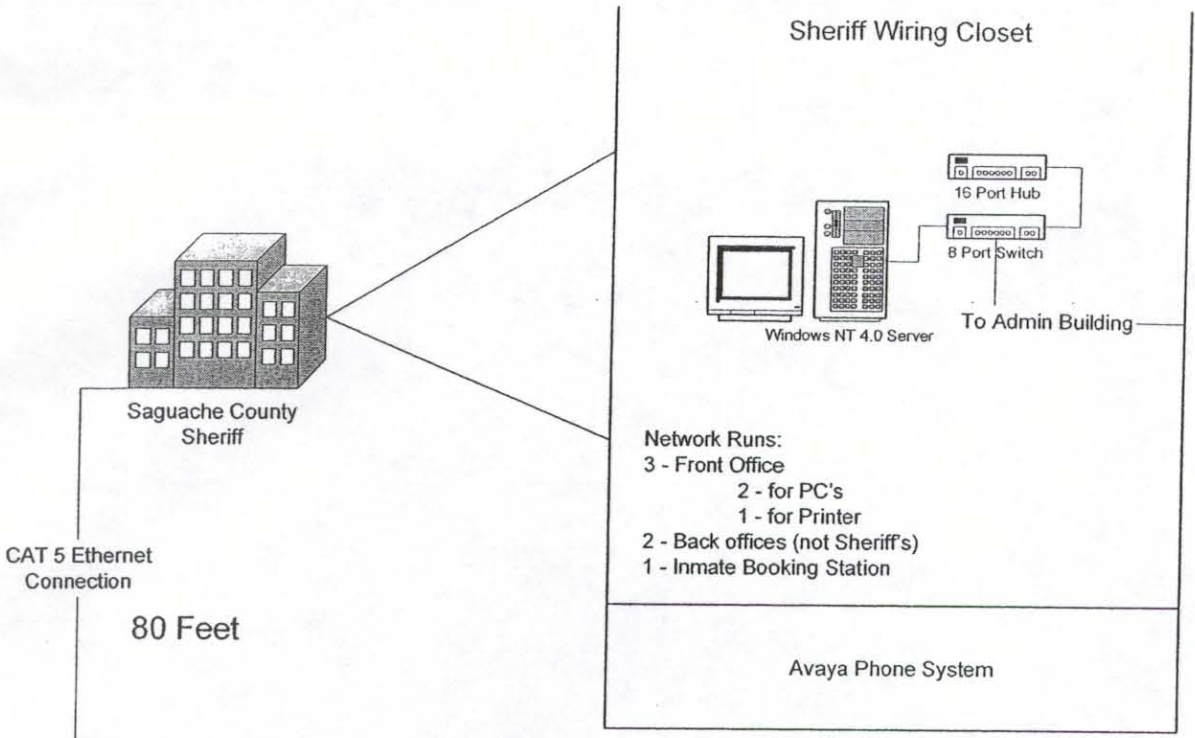 Sheriff Wiring Closet
16 Port Hub
8 Port Switch
Windows NT 4.0 Server
To Admin Building
Saguache County
Sheriff
Network Runs:
3 - Front Office
2 - for PC's
1 - for Printer
2 - Back offices (not Sheriff's)
1 - Inmate Booking Station
CAT 5 Ethernet
Connection
80 Feet
Avaya Phone System